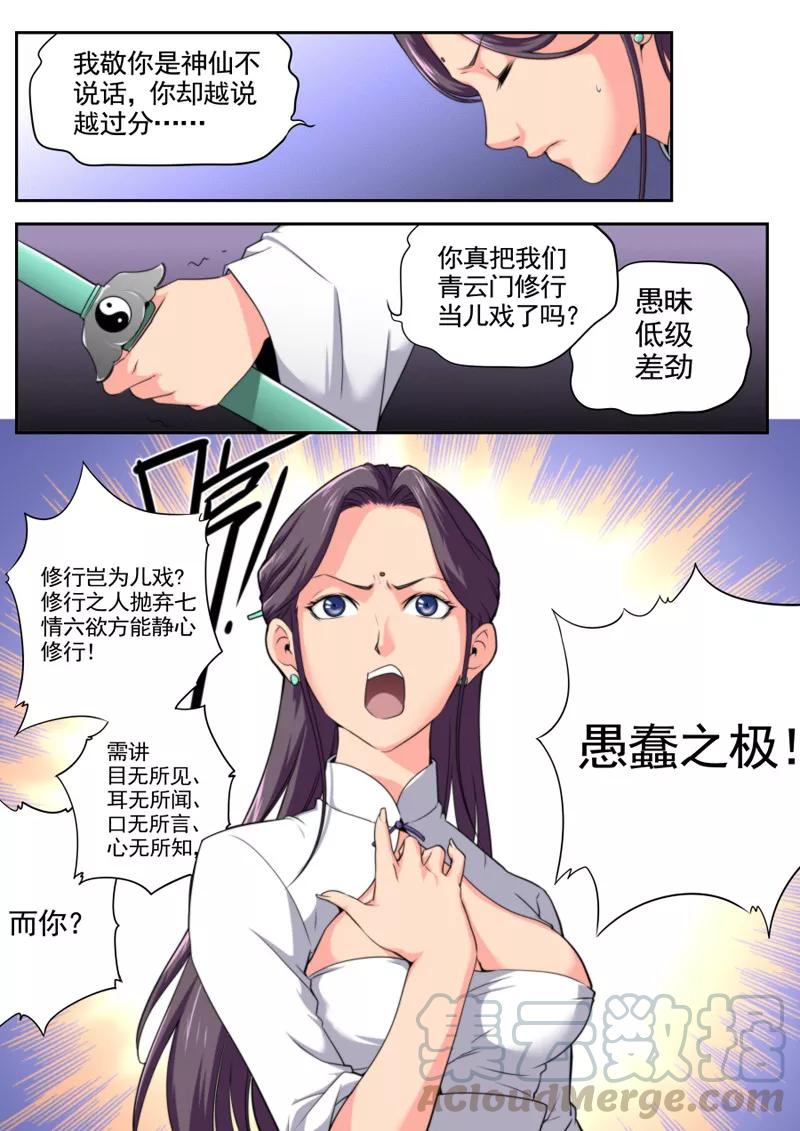 我敬你是神仙不
说话，你却越说
越过分……
你真把我们
青云门修行
当儿戏了吗？
愚昧
低级
差劲
哼！
修行岂为儿戏？
修行之人抛弃七
情六欲方能静心
修行！
需讲
目无所见、
耳无所闻、
口无所言、
心无所知，
而你？
愚蠢之极！
集云数据
ACloudMerge.com